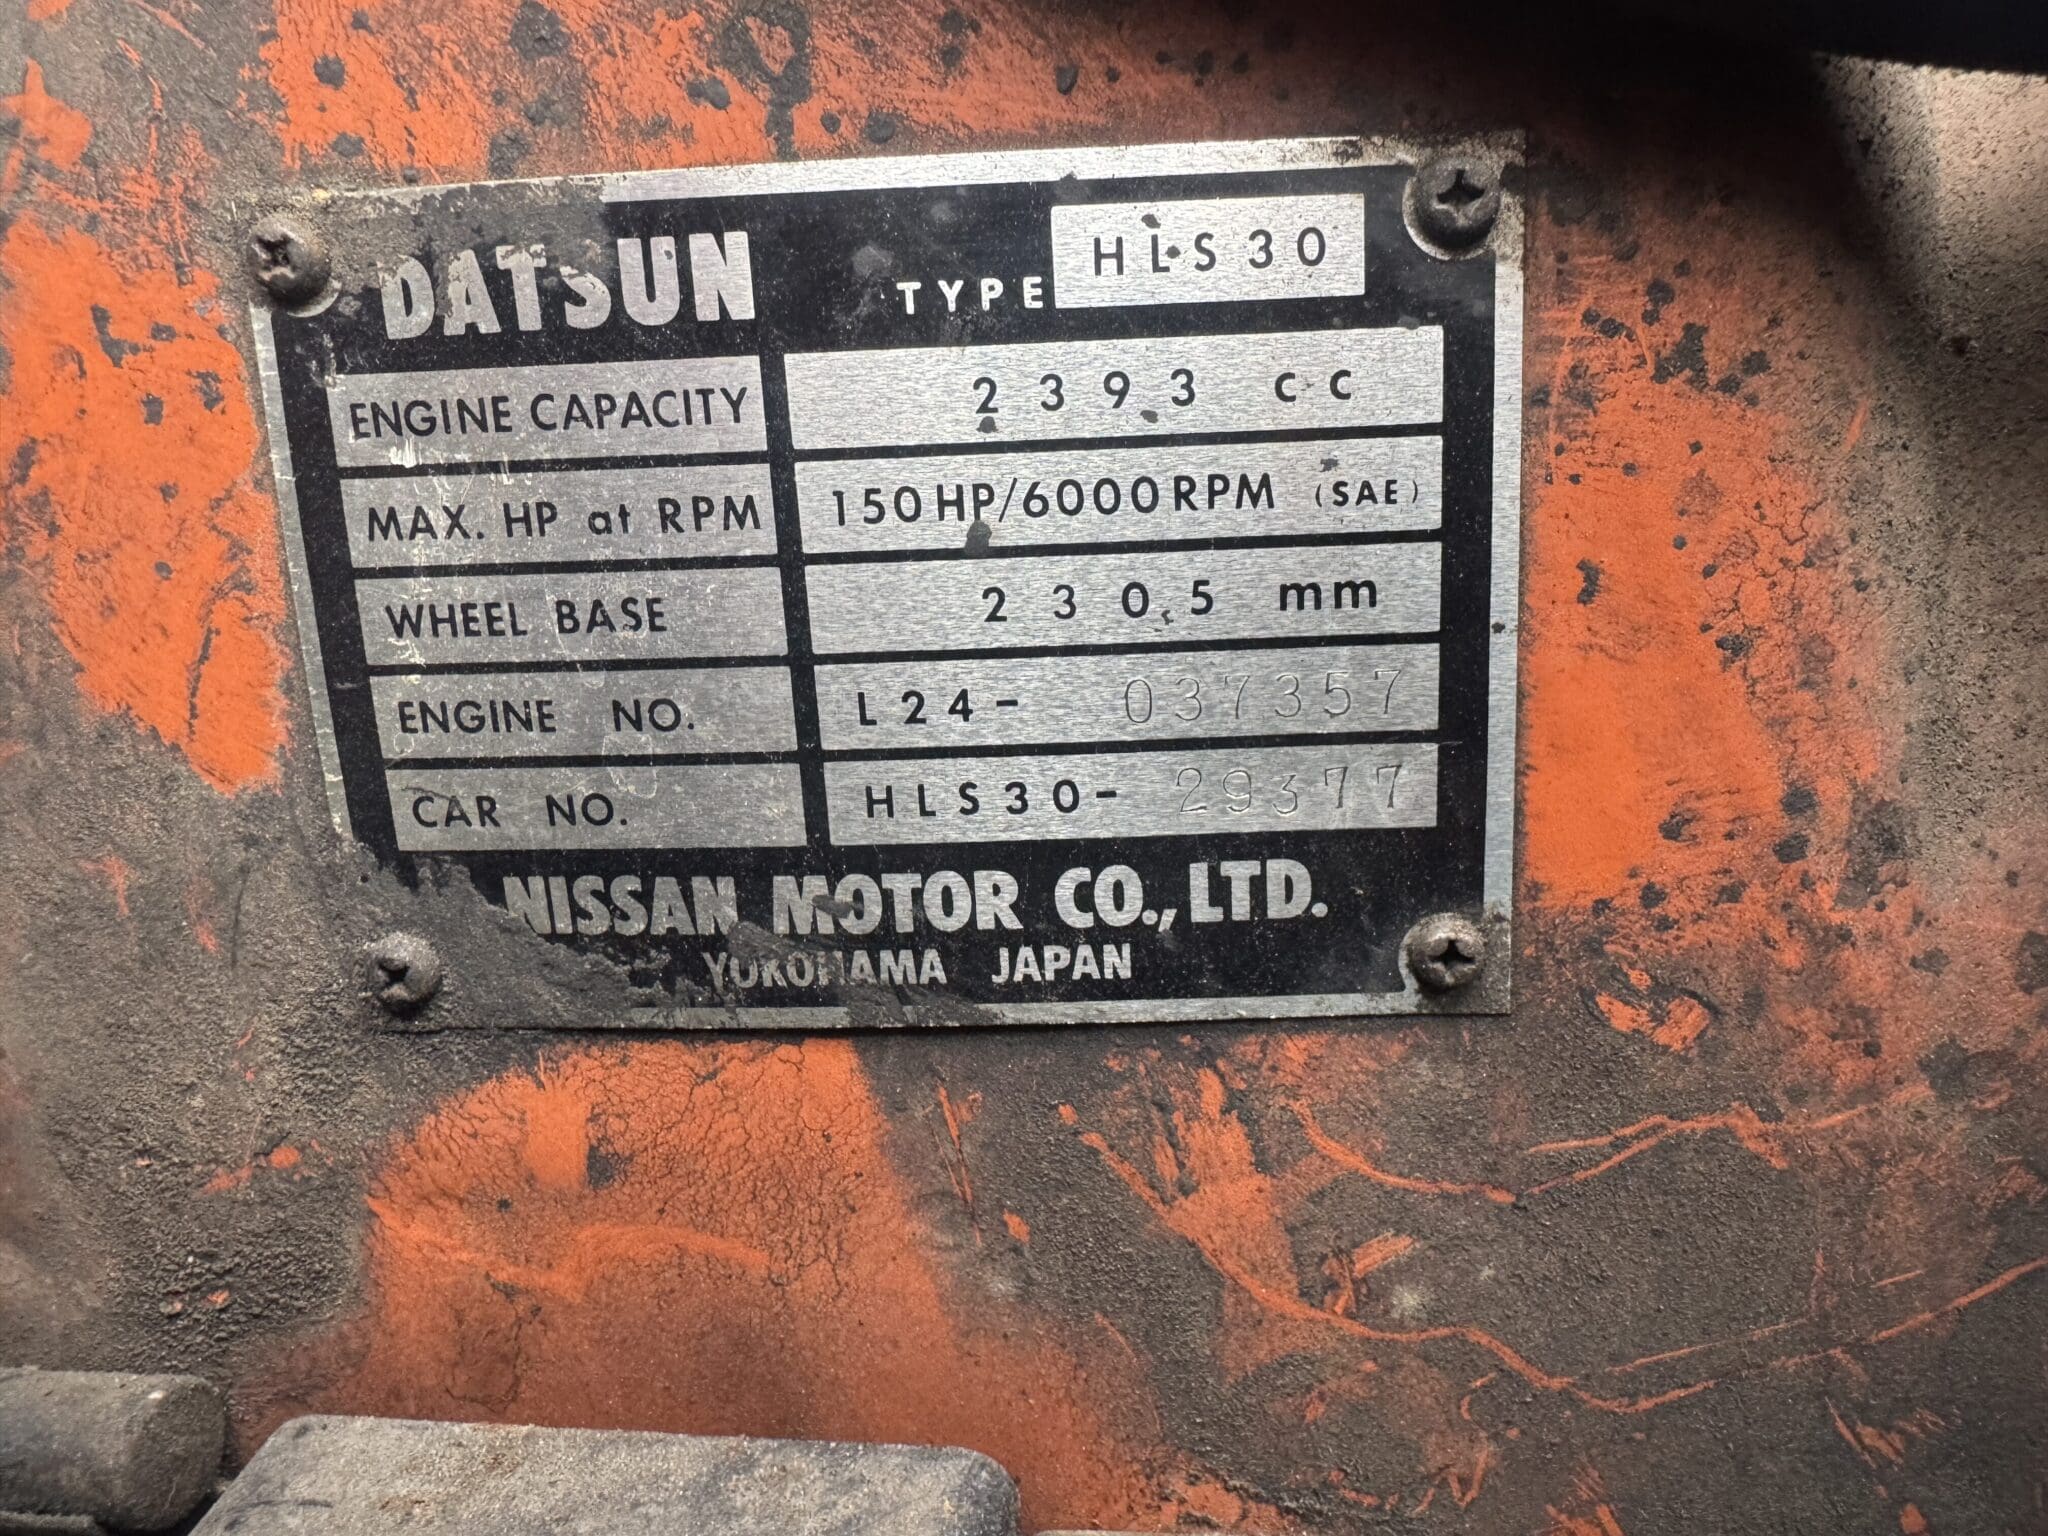 DATSUN TYPE HLS30
ENGINE CAPACITY 2393 CC
MAX. HP at RPM 150HP/6000RPM (SAE)
WHEEL BASE 2305 mm
ENGINE NO. L24- 037357
CAR NO. HLS30- 29377
NISSAN MOTOR CO., LTD.
YOKOHAMA JAPAN